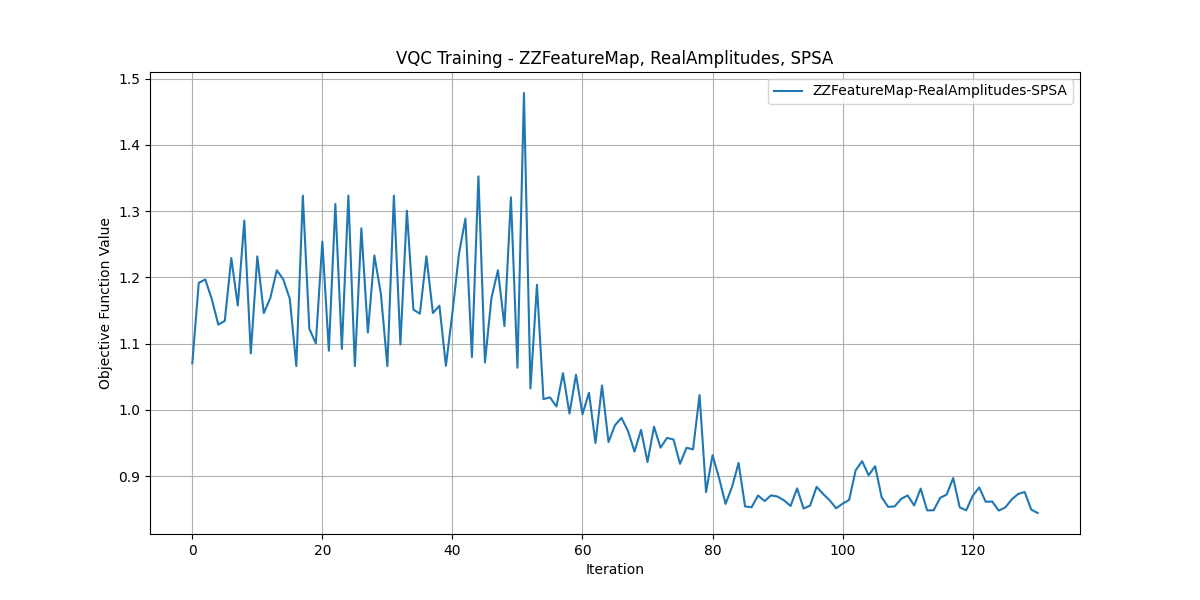 VQC Training - ZZFeatureMap, RealAmplitudes, SPSA
ZZFeatureMap-RealAmplitudes-SPSA
Objective Function Value
1.5
1.4
1.3
1.2
1.1
1.0
0.9
0 20 40 60 80 100 120
Iteration